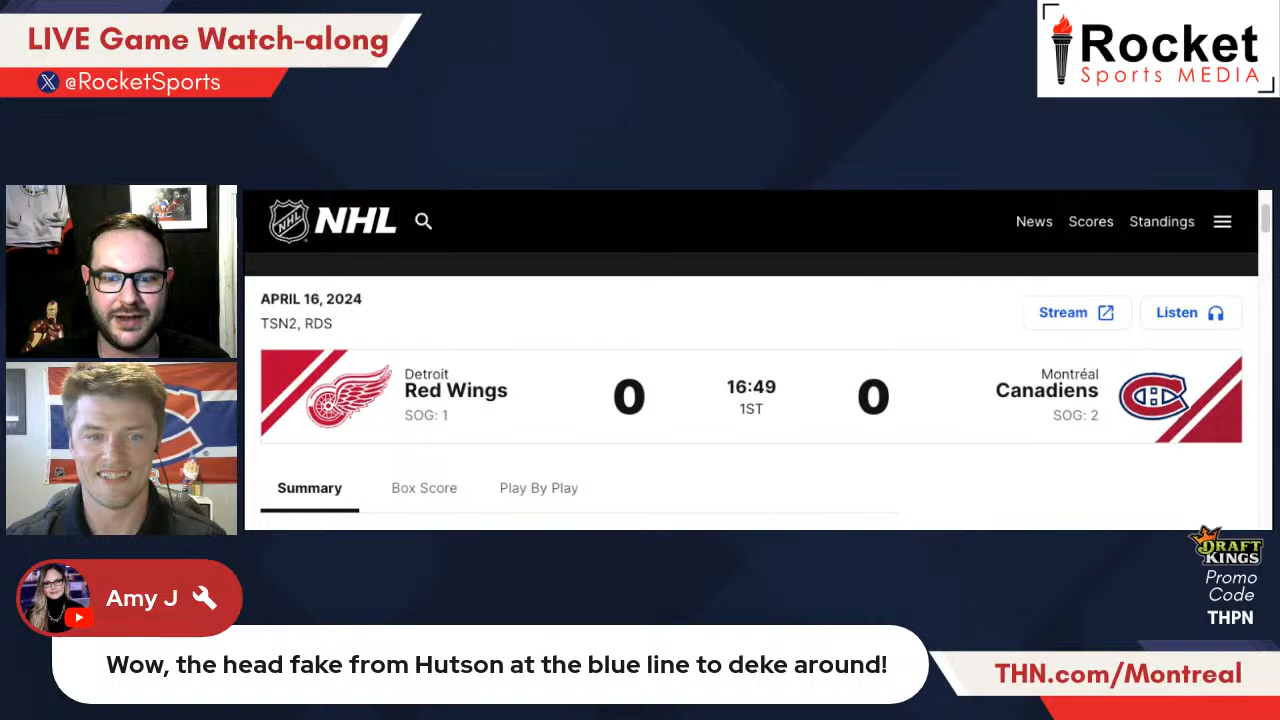 LIVE Game Watch-along
@RocketSports
Rocket
Sports MEDIA
NHL
NHL
News Scores Standings
APRIL 16, 2024
TSN2, RDS
Stream
Listen
Detroit
Red Wings
SOG: 1
0
16:49
1ST
0
Montréal
Canadiens
SOG: 2
Summary Box Score Play By Play
DRAFT
KINGS
Promo
Code
THPN
Amy J
Wow, the head fake from Hutson at the blue line to deke around!
THN.com/Montreal